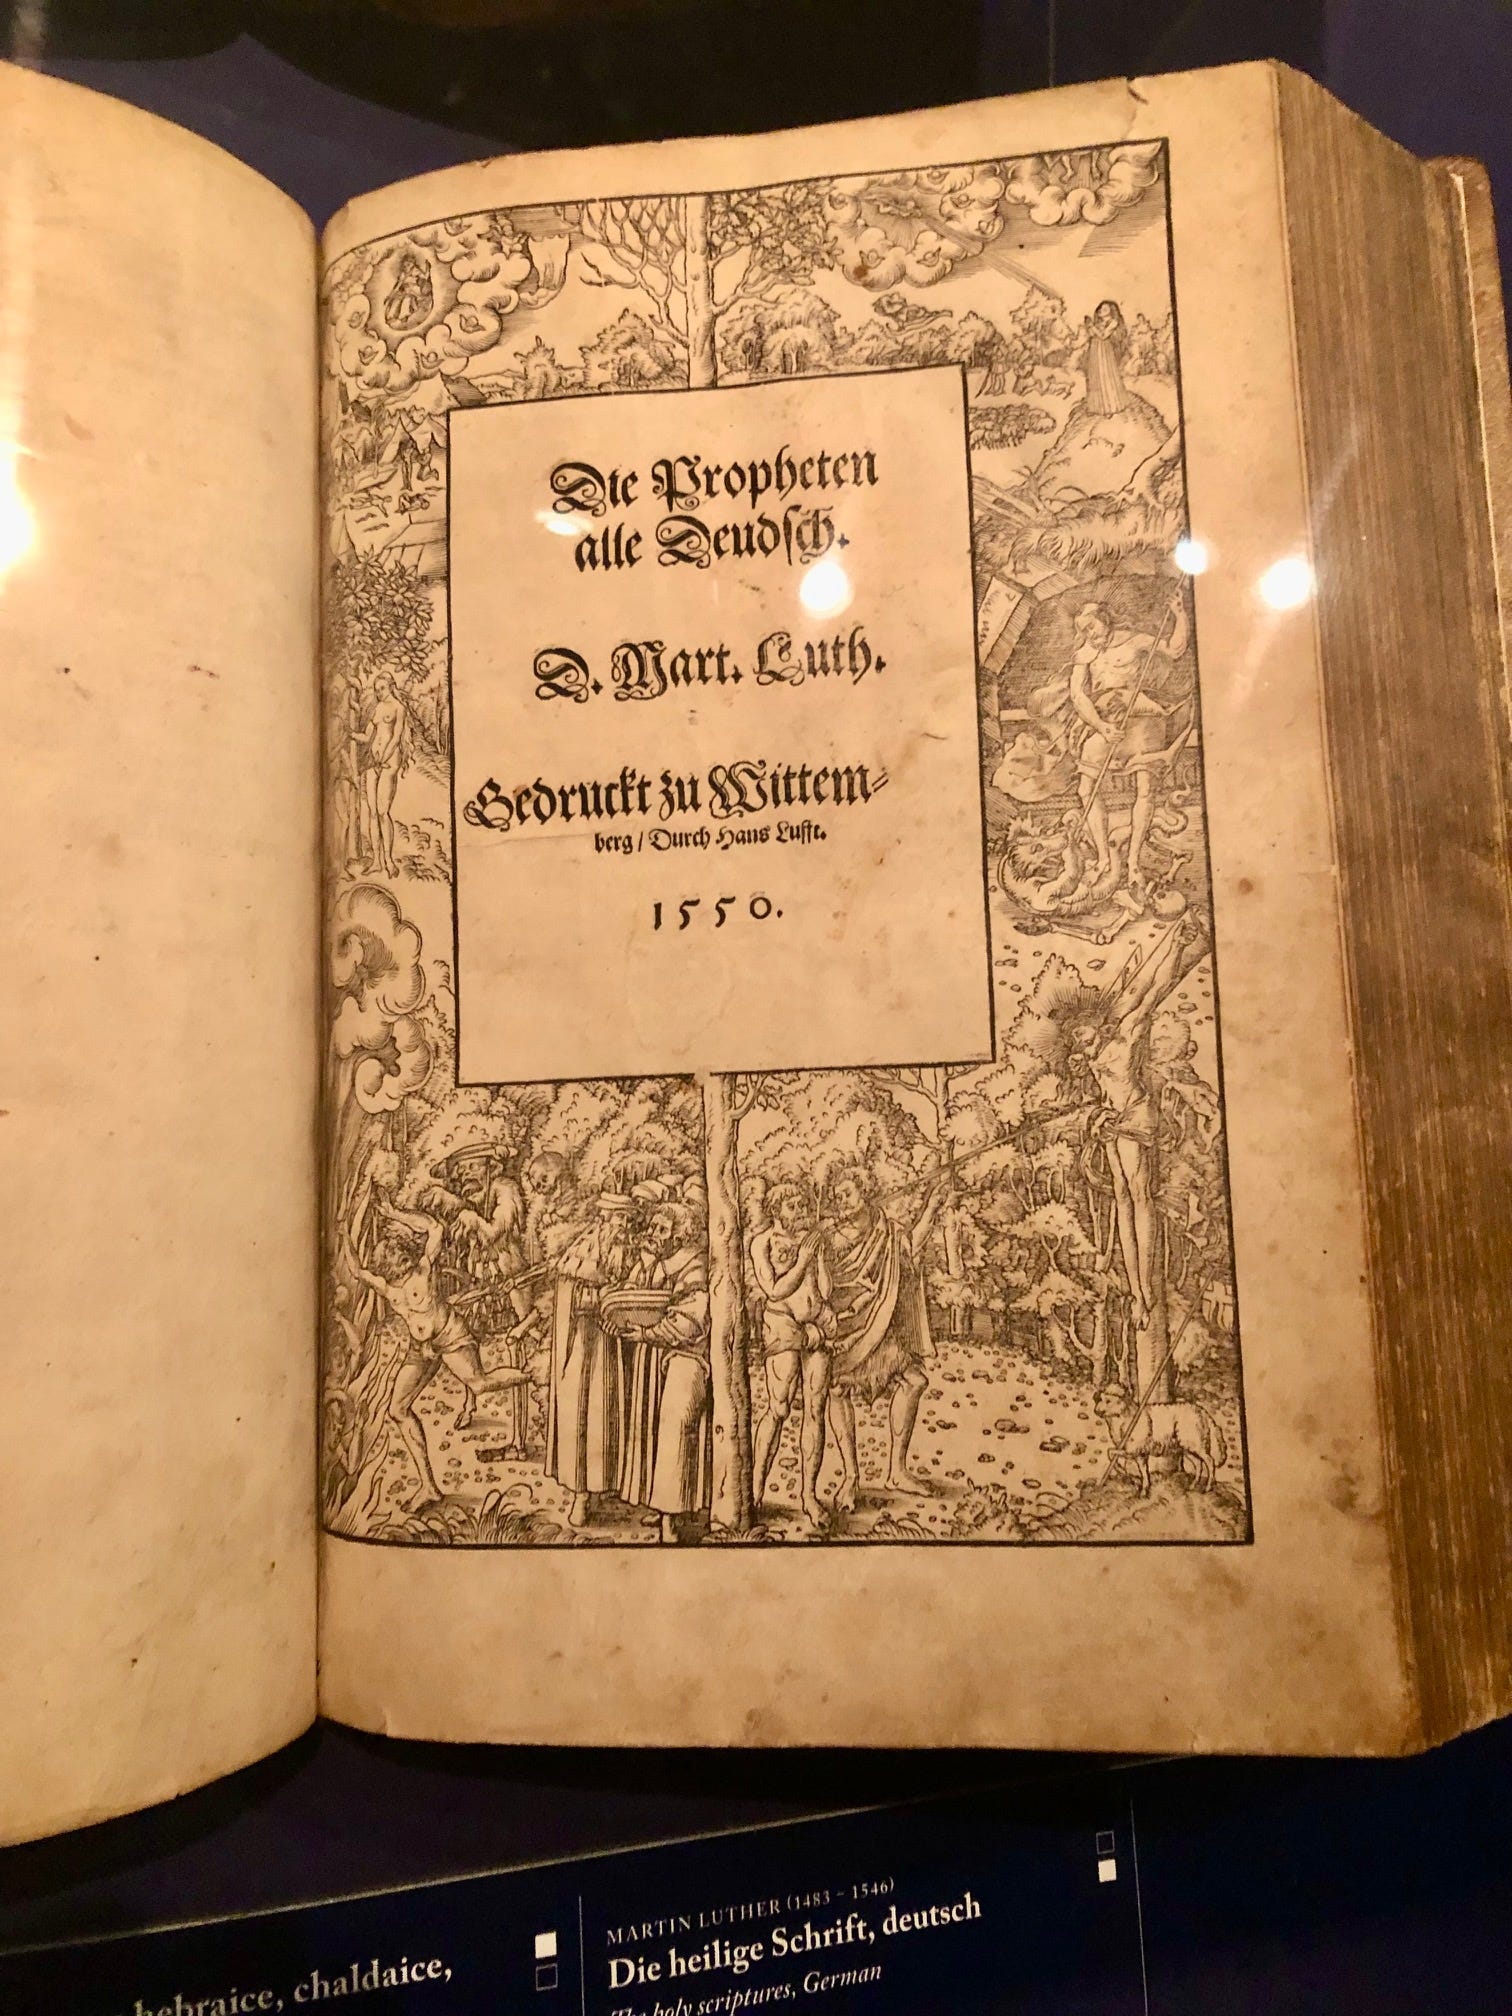 Die Propheten
alle Deudsch.
D. Mart. Luth.
Gedruckt zu Wittem⸗
berg / Durch Hans Lufft.
1550.
hebraice, chaldaice,
MARTIN LUTHER (1483 – 1546)
Die heilige Schrift, deutsch
The holy scriptures, German